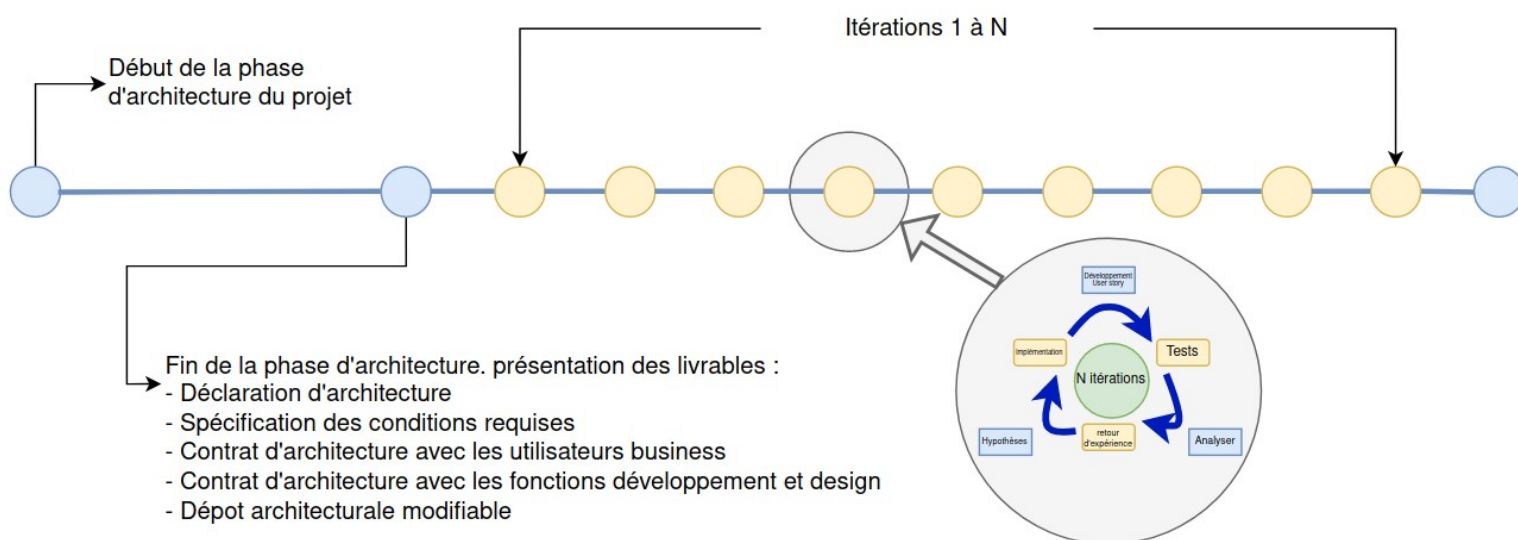 Itérations 1 à N
Début de la phase
d'architecture du projet
Développement
User story
Implémentation
Tests
N itérations
retour
d'expérience
Hypothèses
Analyser
Fin de la phase d'architecture. présentation des livrables :
- Déclaration d'architecture
- Spécification des conditions requises
- Contrat d'architecture avec les utilisateurs business
- Contrat d'architecture avec les fonctions développement et design
- Dépot architecturale modifiable